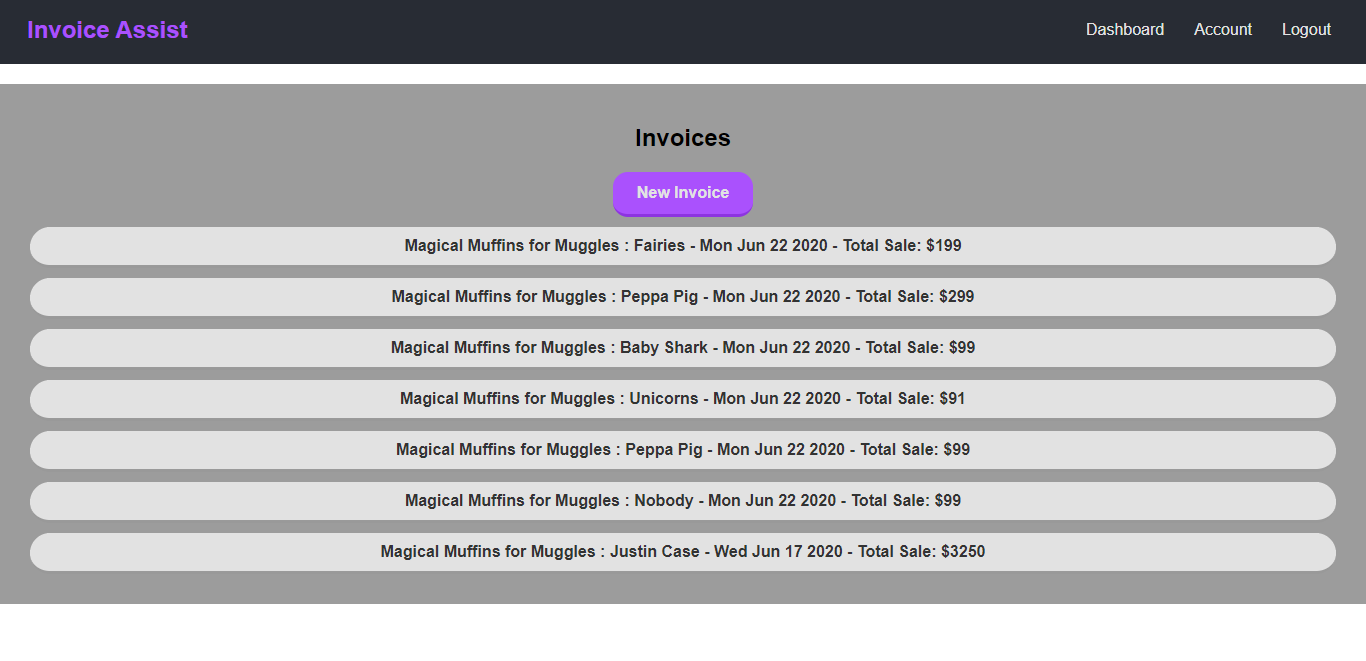 Invoice Assist Dashboard Account Logout
Invoices
New Invoice
Magical Muffins for Muggles : Fairies - Mon Jun 22 2020 - Total Sale: $199
Magical Muffins for Muggles : Peppa Pig - Mon Jun 22 2020 - Total Sale: $299
Magical Muffins for Muggles : Baby Shark - Mon Jun 22 2020 - Total Sale: $99
Magical Muffins for Muggles : Unicorns - Mon Jun 22 2020 - Total Sale: $91
Magical Muffins for Muggles : Peppa Pig - Mon Jun 22 2020 - Total Sale: $99
Magical Muffins for Muggles : Nobody - Mon Jun 22 2020 - Total Sale: $99
Magical Muffins for Muggles : Justin Case - Wed Jun 17 2020 - Total Sale: $3250